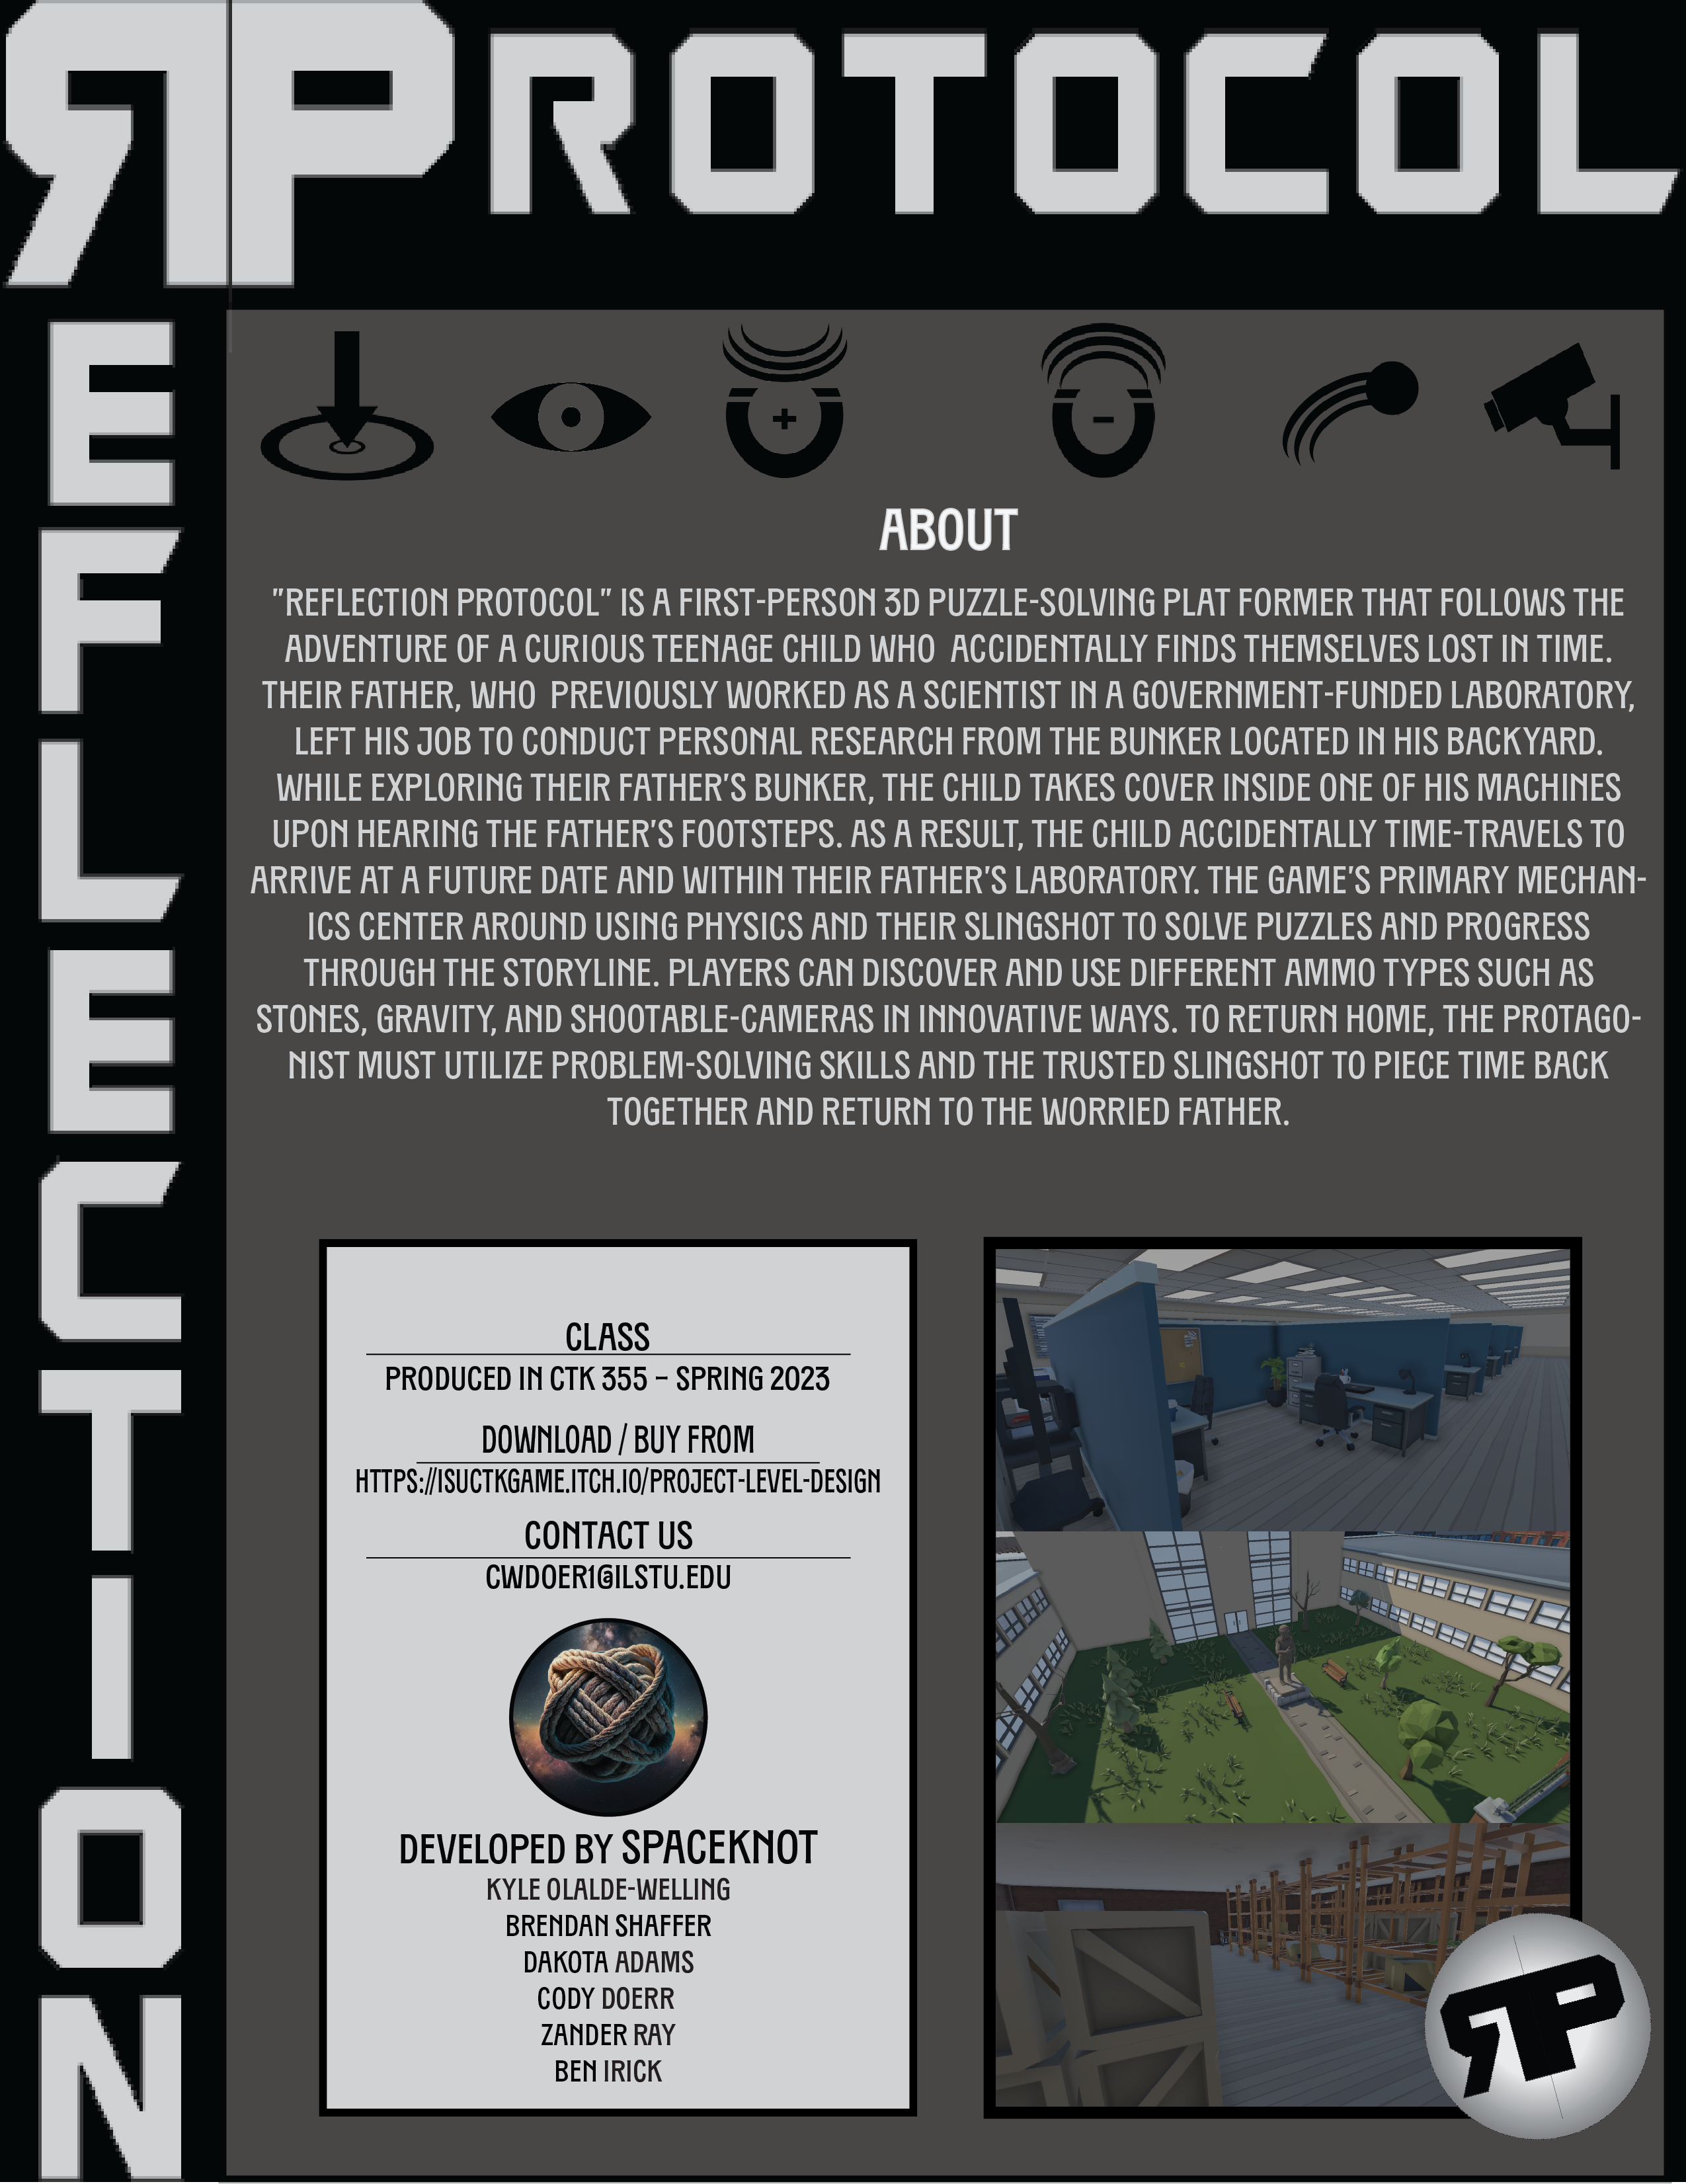 ЯPROTOCOL
EFLECTION
+
-
ABOUT
"REFLECTION PROTOCOL" IS A FIRST-PERSON 3D PUZZLE-SOLVING PLAT FORMER THAT FOLLOWS THE
ADVENTURE OF A CURIOUS TEENAGE CHILD WHO ACCIDENTALLY FINDS THEMSELVES LOST IN TIME.
THEIR FATHER, WHO PREVIOUSLY WORKED AS A SCIENTIST IN A GOVERNMENT-FUNDED LABORATORY,
LEFT HIS JOB TO CONDUCT PERSONAL RESEARCH FROM THE BUNKER LOCATED IN HIS BACKYARD.
WHILE EXPLORING THEIR FATHER'S BUNKER, THE CHILD TAKES COVER INSIDE ONE OF HIS MACHINES
UPON HEARING THE FATHER'S FOOTSTEPS. AS A RESULT, THE CHILD ACCIDENTALLY TIME-TRAVELS TO
ARRIVE AT A FUTURE DATE AND WITHIN THEIR FATHER'S LABORATORY. THE GAME'S PRIMARY MECHAN-
ICS CENTER AROUND USING PHYSICS AND THEIR SLINGSHOT TO SOLVE PUZZLES AND PROGRESS
THROUGH THE STORYLINE. PLAYERS CAN DISCOVER AND USE DIFFERENT AMMO TYPES SUCH AS
STONES, GRAVITY, AND SHOOTABLE-CAMERAS IN INNOVATIVE WAYS. TO RETURN HOME, THE PROTAGO-
NIST MUST UTILIZE PROBLEM-SOLVING SKILLS AND THE TRUSTED SLINGSHOT TO PIECE TIME BACK
TOGETHER AND RETURN TO THE WORRIED FATHER.
CLASS
PRODUCED IN CTK 355 – SPRING 2023
DOWNLOAD / BUY FROM
HTTPS://ISUCTKGAME.ITCH.IO/PROJECT-LEVEL-DESIGN
CONTACT US
CWDOER1@ILSTU.EDU
DEVELOPED BY SPACEKNOT
KYLE OLALDE-WELLING
BRENDAN SHAFFER
DAKOTA ADAMS
CODY DOERR
ZANDER RAY
BEN IRICK
ЯP